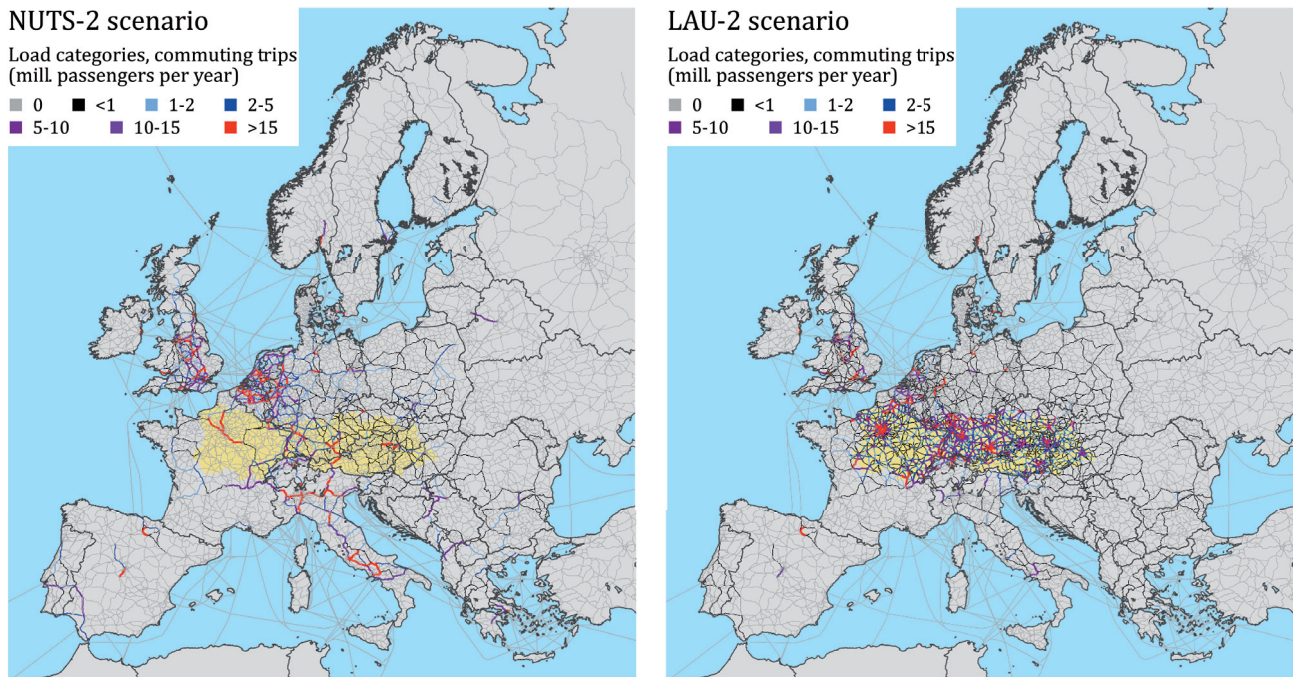 NUTS-2 scenario
Load categories, commuting trips
(mill. passengers per year)
0 <1 1-2 2-5
5-10 10-15 >15
LAU-2 scenario
Load categories, commuting trips
(mill. passengers per year)
0 <1 1-2 2-5
5-10 10-15 >15